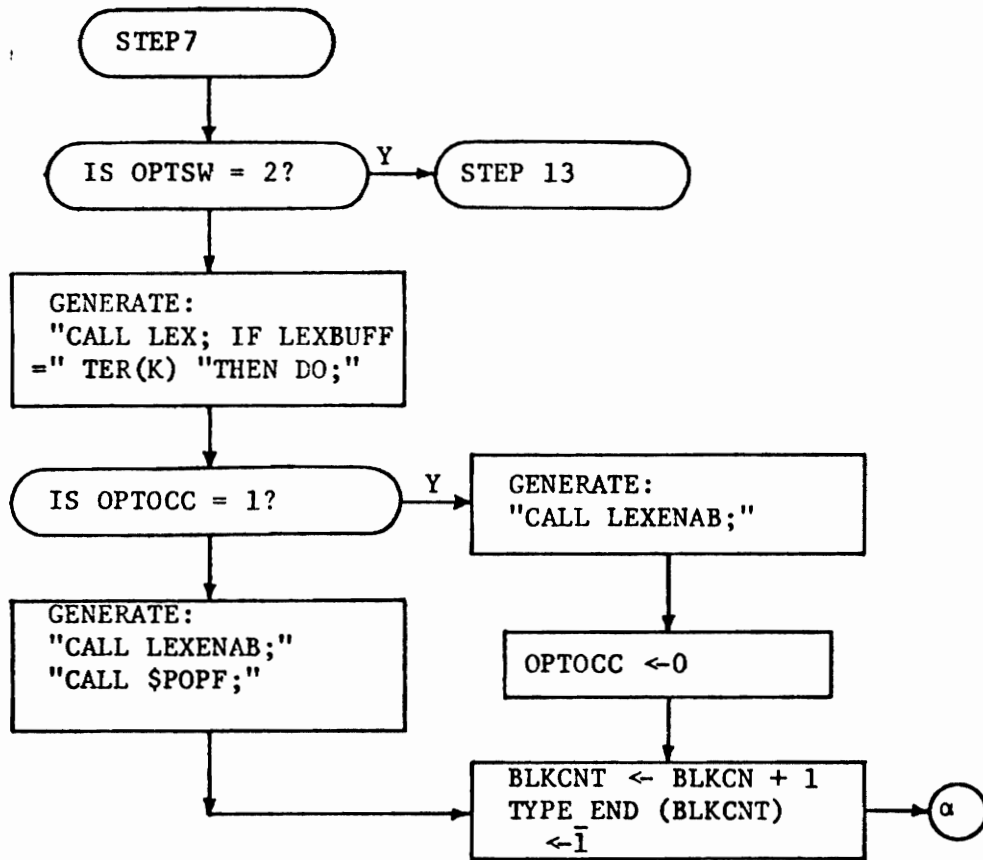 STEP7
IS OPTSW = 2?
Y
STEP 13
GENERATE:
"CALL LEX; IF LEXBUFF
=" TER(K) "THEN DO;"
IS OPTOCC = 1?
Y
GENERATE:
"CALL LEXENAB;"
GENERATE:
"CALL LEXENAB;"
"CALL $POPF;"
OPTOCC <-0
BLKCNT <- BLKCN + 1
TYPE_END (BLKCNT)
<-1
α